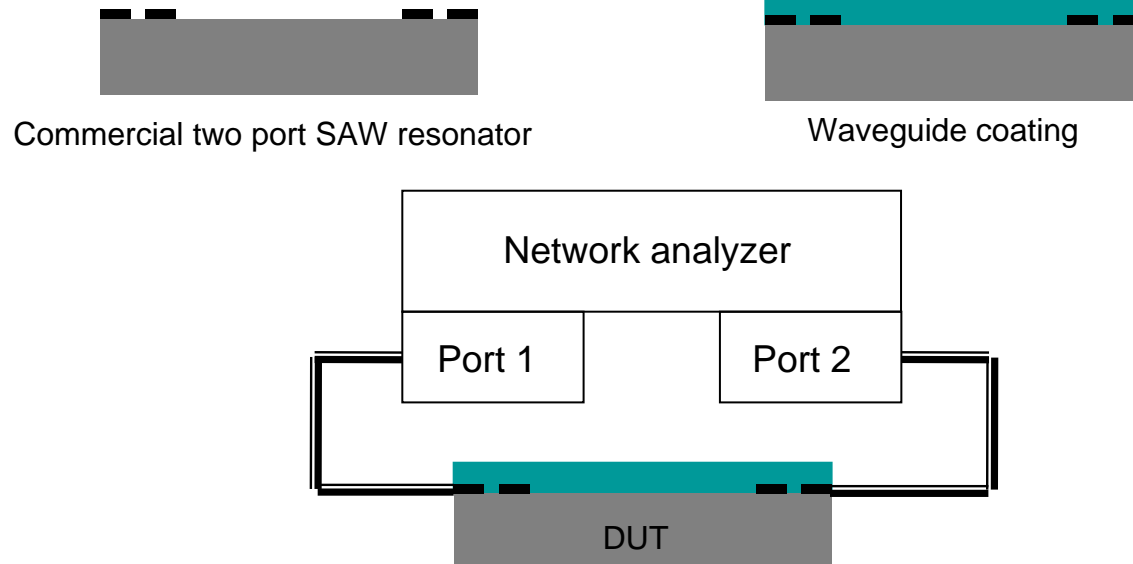 Commercial two port SAW resonator
Waveguide coating
Network analyzer
Port 1
Port 2
DUT